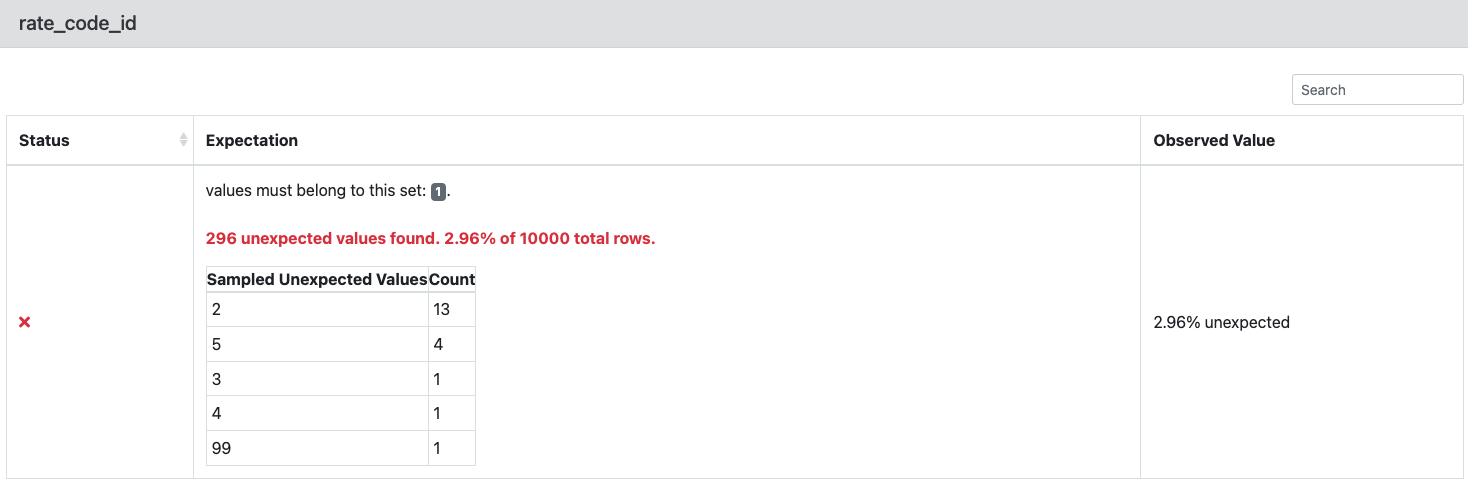 rate_code_id
Search
Status Expectation Observed Value
values must belong to this set: 1.
296 unexpected values found. 2.96% of 10000 total rows.
Sampled Unexpected Values Count
2 13
5 4
3 1
4 1
99 1
2.96% unexpected